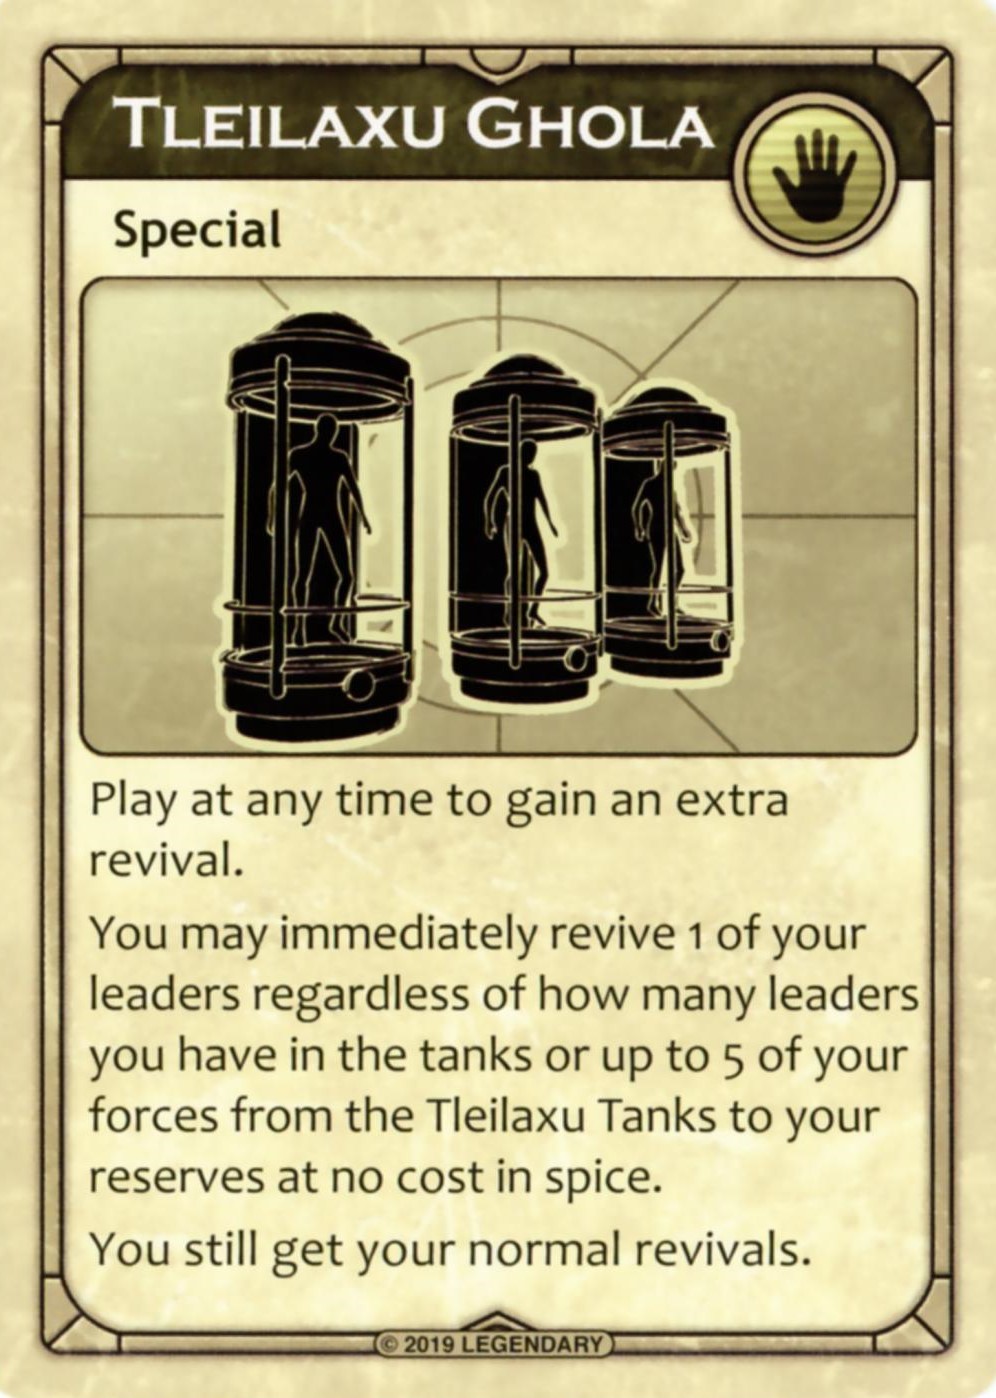 TLEILAXU GHOLA
Special
Play at any time to gain an extra
revival.
You may immediately revive 1 of your
leaders regardless of how many leaders
you have in the tanks or up to 5 of your
forces from the Tleilaxu Tanks to your
reserves at no cost in spice.
You still get your normal revivals.
© 2019 LEGENDARY